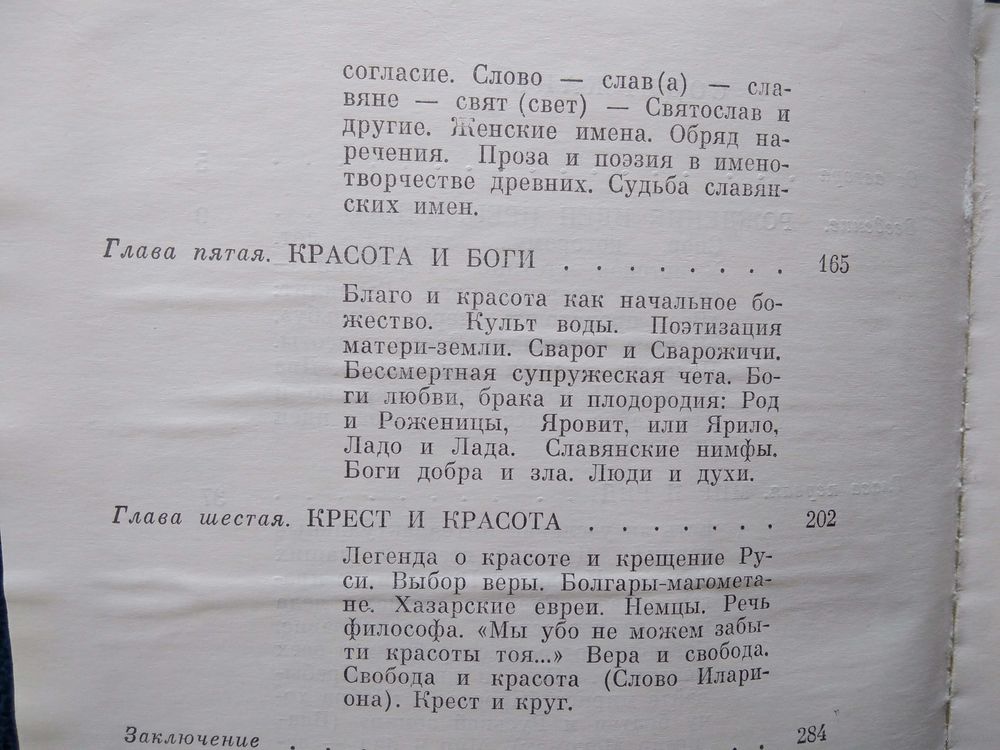 согласие. Слово — слав(а) — сла-
вяне — свят (свет) — Святослав и
другие. Женские имена. Обряд на-
речения. Проза и поэзия в имено-
творчестве древних. Судьба славян-
ских имен.
Глава пятая. КРАСОТА И БОГИ . . . . . . . . 165
Благо и красота как начальное бо-
жество. Культ воды. Поэтизация
матери-земли. Сварог и Сварожичи.
Бессмертная супружеская чета. Бо-
ги любви, брака и плодородия: Род
и Роженицы, Яровит, или Ярило,
Ладо и Лада. Славянские нимфы.
Боги добра и зла. Люди и духи.
Глава шестая. КРЕСТ И КРАСОТА . . . . . . . 202
Легенда о красоте и крещение Ру-
си. Выбор веры. Болгары-магомета-
не. Хазарские евреи. Немцы. Речь
философа. «Мы убо не можем забы-
ти красоты тоя...» Вера и свобода.
Свобода и красота (Слово Илари-
она). Крест и круг.
Заключение . . . . . . . . . . . 284